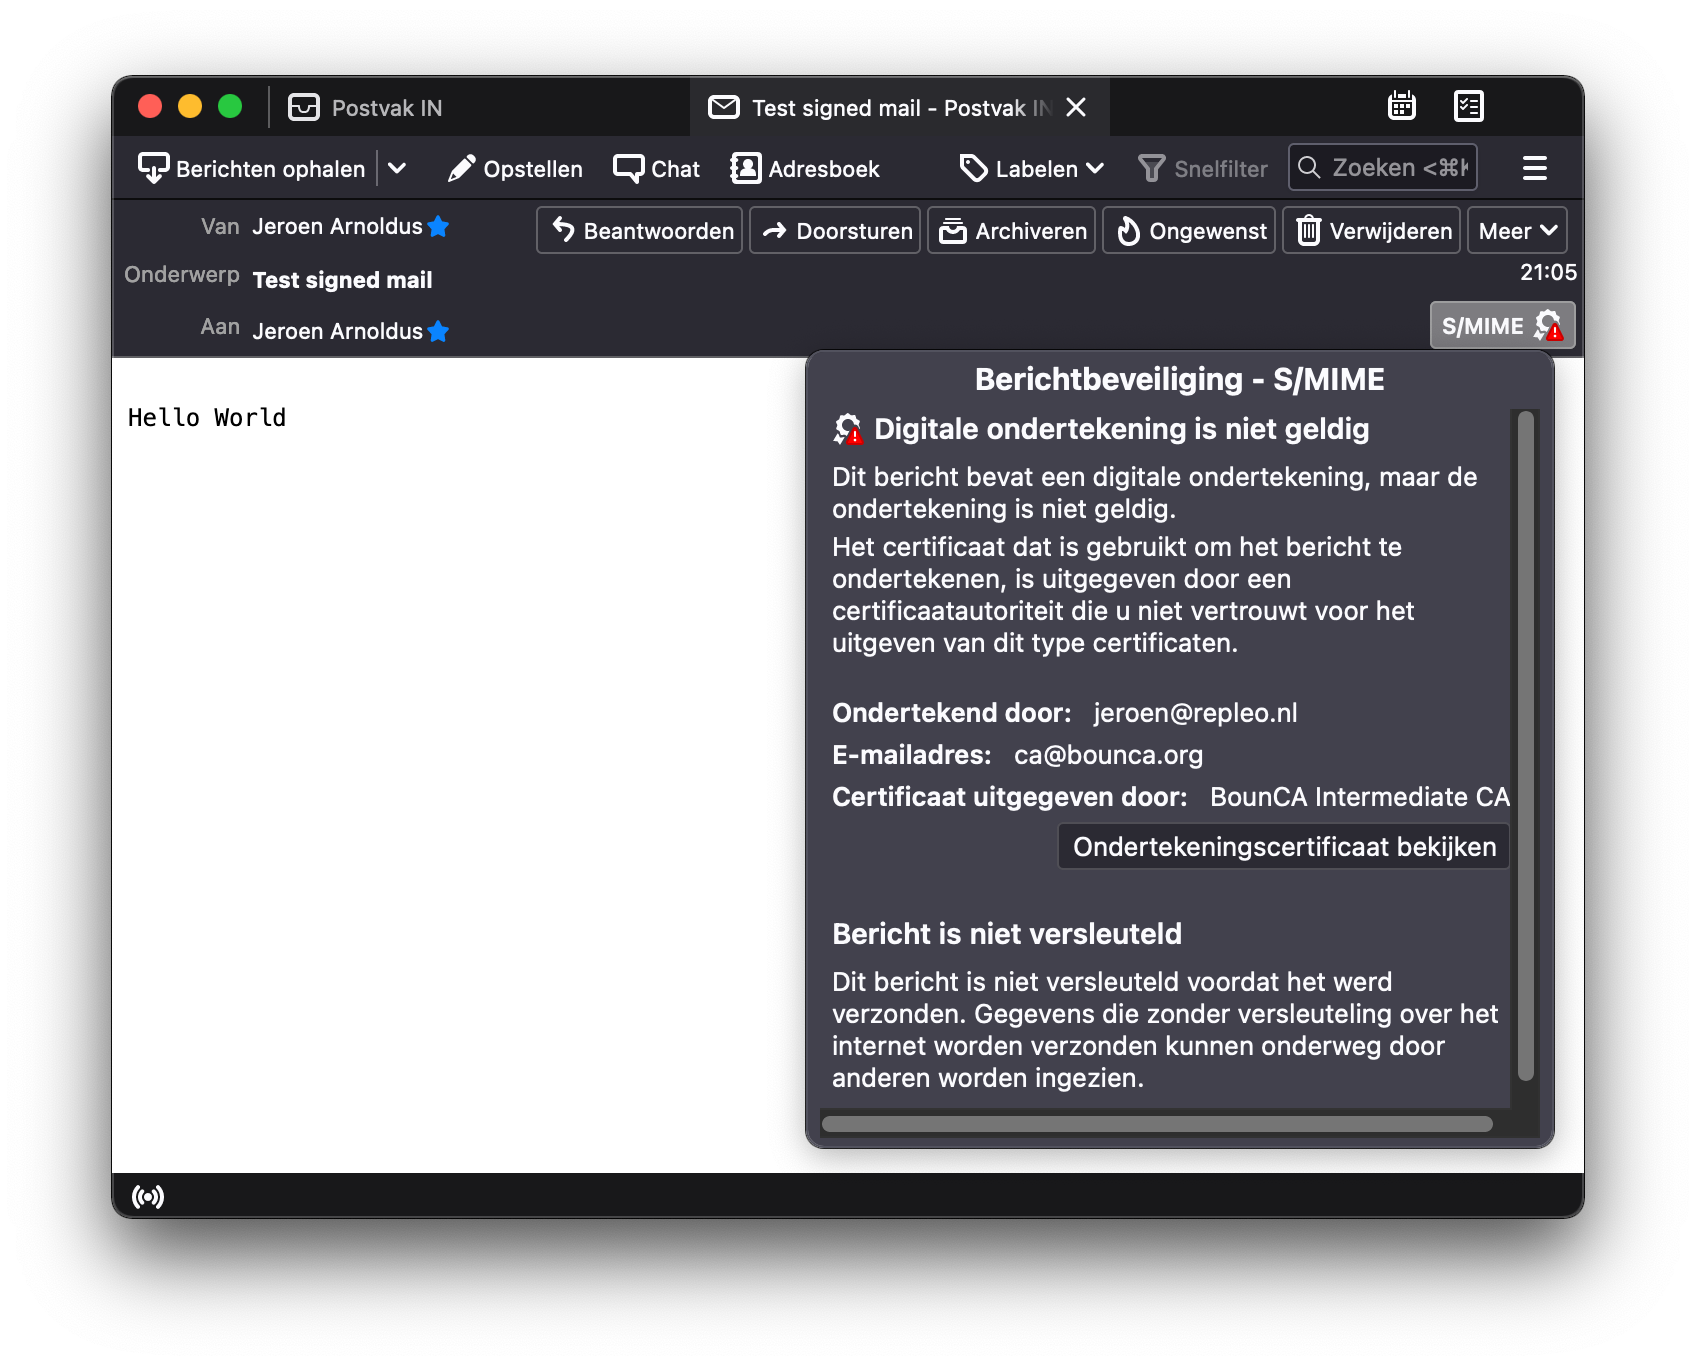 Postvak IN
Test signed mail - Postvak IN
Berichten ophalen
Opstellen
Chat
Adresboek
Labelen
Snelfilter
Zoeken <⌘K
Van Jeroen Arnoldus
Beantwoorden
Doorsturen
Archiveren
Ongewenst
Verwijderen
Meer
Onderwerp Test signed mail
21:05
Aan Jeroen Arnoldus
S/MIME
Hello World
Berichtbeveiliging - S/MIME
Digitale ondertekening is niet geldig
Dit bericht bevat een digitale ondertekening, maar de
ondertekening is niet geldig.
Het certificaat dat is gebruikt om het bericht te
ondertekenen, is uitgegeven door een
certificaatautoriteit die u niet vertrouwt voor het
uitgeven van dit type certificaten.
Ondertekend door: jeroen@repleo.nl
E-mailadres: ca@bounca.org
Certificaat uitgegeven door: BounCA Intermediate CA
Ondertekeningscertificaat bekijken
Bericht is niet versleuteld
Dit bericht is niet versleuteld voordat het werd
verzonden. Gegevens die zonder versleuteling over het
internet worden verzonden kunnen onderweg door
anderen worden ingezien.